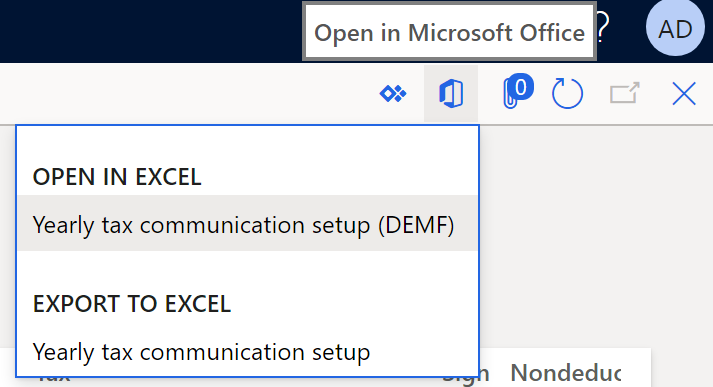 Open in Microsoft Office
?
AD
0
OPEN IN EXCEL
Yearly tax communication setup (DEMF)
EXPORT TO EXCEL
Yearly tax communication setup
Tax Sign Nondeduc